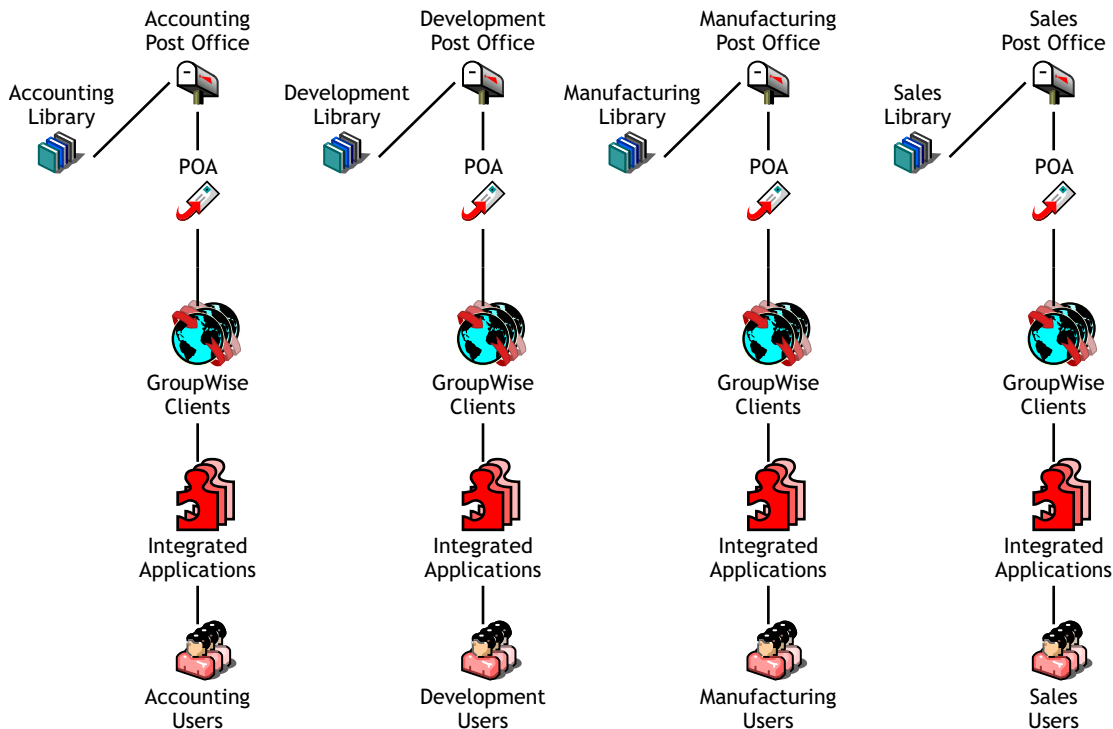 Accounting
Post Office
Accounting
Library
POA
GroupWise
Clients
Integrated
Applications
Accounting
Users
Development
Post Office
Development
Library
POA
GroupWise
Clients
Integrated
Applications
Development
Users
Manufacturing
Post Office
Manufacturing
Library
POA
GroupWise
Clients
Integrated
Applications
Manufacturing
Users
Sales
Post Office
Sales
Library
POA
GroupWise
Clients
Integrated
Applications
Sales
Users